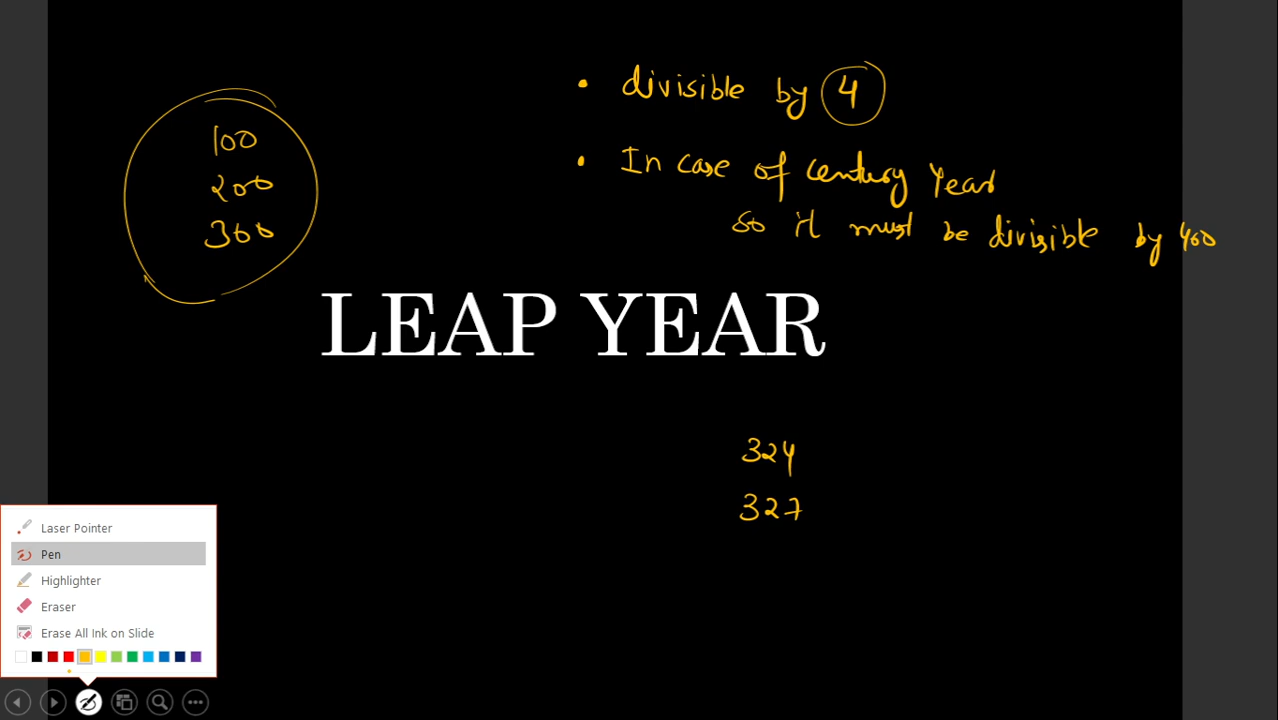 • divisible by 4
• In case of century Year
so it must be divisible by 400
100
200
300
LEAP YEAR
324
327
Laser Pointer
Pen
Highlighter
Eraser
Erase All Ink on Slide